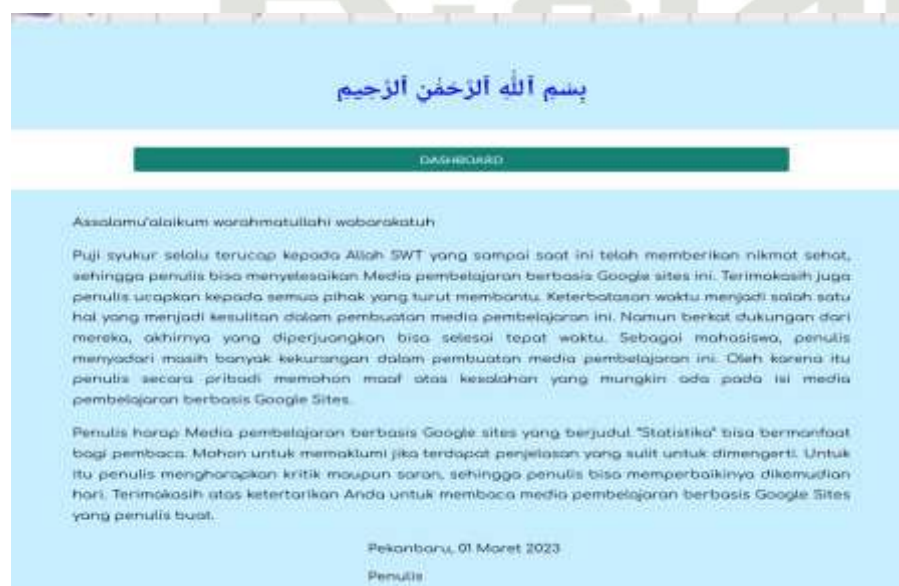 بِسْمِ ٱللَّهِ ٱلرَّحْمَٰنِ ٱلرَّحِيمِ
DASHBOARD
Assalamu'alaikum warahmatullahi wabarakatuh
Puji syukur selalu terucap kepada Allah SWT yang sampai saat ini telah memberikan nikmat sehat,
sehingga penulis bisa menyelesaikan Media pembelajaran berbasis Google sites ini. Terimakasih juga
penulis ucapkan kepada semua pihak yang turut membantu. Keterbatasan waktu menjadi salah satu
hal yang menjadi kesulitan dalam pembuatan media pembelajaran ini. Namun berkat dukungan dari
mereka, akhirnya yang diperjuangkan bisa selesai tepat waktu. Sebagai mahasiswa, penulis
menyadari masih banyak kekurangan dalam pembuatan media pembelajaran ini. Oleh karena itu
penulis secara pribadi memohon maaf atas kesalahan yang mungkin ada pada isi media
pembelajaran berbasis Google Sites.
Penulis harap Media pembelajaran berbasis Google sites yang berjudul "Statistika" bisa bermanfaat
bagi pembaca. Mohon untuk memaklumi jika terdapat penjelasan yang sulit untuk dimengerti. Untuk
itu penulis mengharapkan kritik maupun saran, sehingga penulis bisa memperbaikinya dikemudian
hari. Terimakasih atas ketertarikan Anda untuk membaca media pembelajaran berbasis Google Sites
yang penulis buat.
Pekanbaru, 01 Maret 2023
Penulis